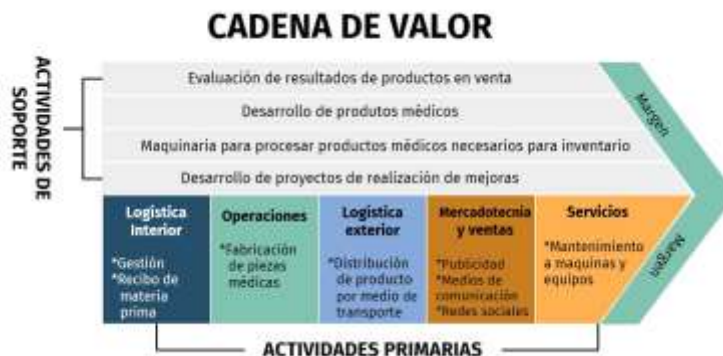 CADENA DE VALOR
ACTIVIDADES DE
SOPORTE
Evaluación de resultados de productos en venta
Desarrollo de produtos médicos
Maquinaria para procesar productos médicos necesarios para inventario
Desarrollo de proyectos de realización de mejoras
Margen
Margen
Logística
Interior
*Gestión
*Recibo de
materia
prima
Operaciones
*Fabricación
de piezas
médicas
Logística
exterior
*Distribución
de producto
por medio de
transporte
Mercadotecnia
y ventas
*Publicidad
*Medios de
comunicación
*Redes sociales
Servicios
*Mantenimiento
a maquinas y
equipos
ACTIVIDADES PRIMARIAS